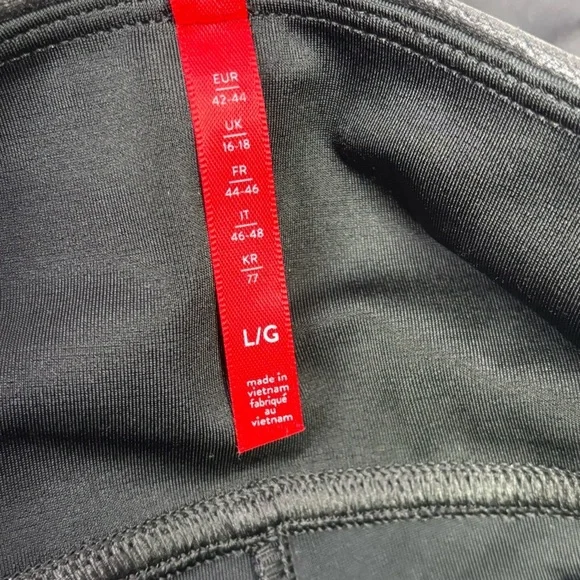 EUR
42-44
UK
16-18
FR
44-46
IT
46-48
KR
77
L/G
made in
vietnam
fabriqué
au
vietnam